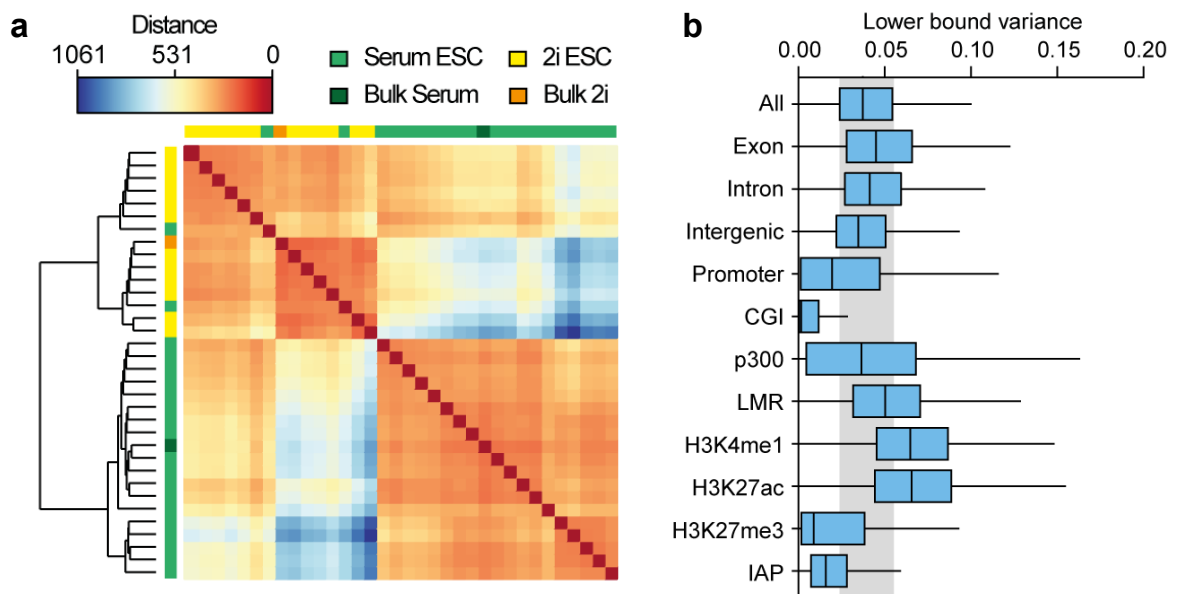 a
Distance
1061 531 0
Serum ESC 2i ESC
Bulk Serum Bulk 2i
b
Lower bound variance
0.00 0.05 0.10 0.15 0.20
All
Exon
Intron
Intergenic
Promoter
CGI
p300
LMR
H3K4me1
H3K27ac
H3K27me3
IAP